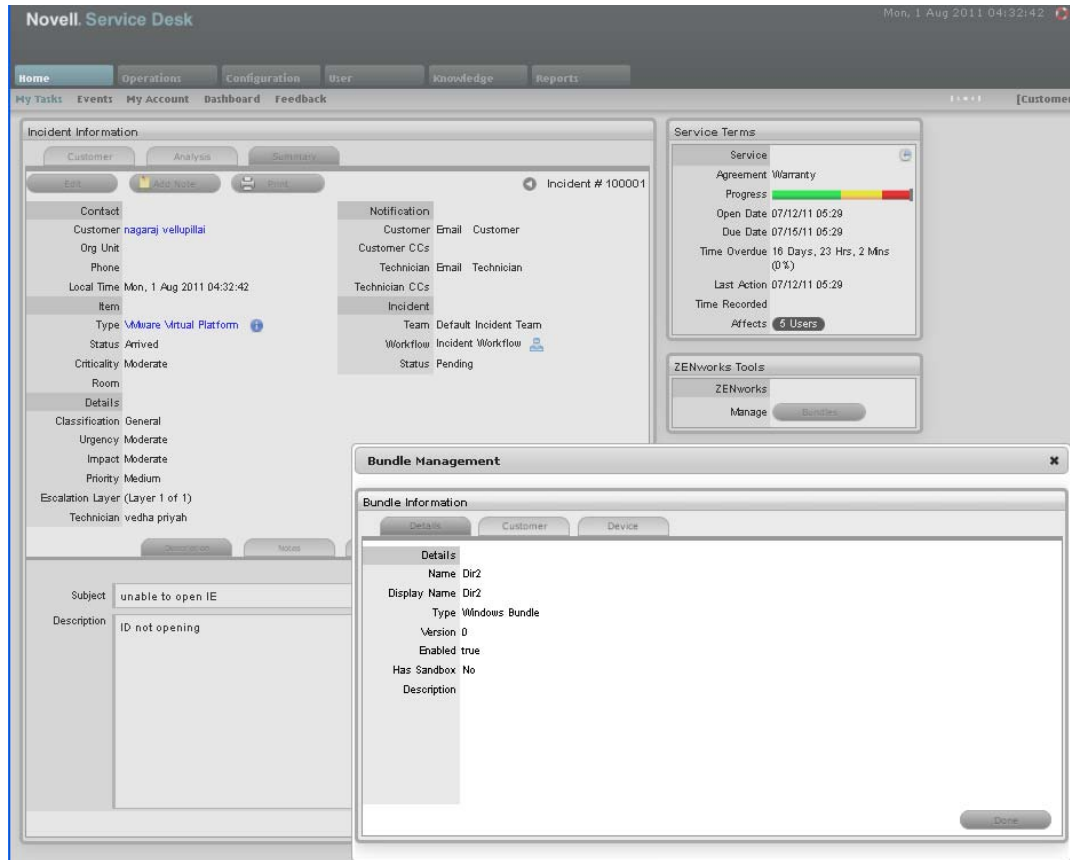 Novell. Service Desk
Mon, 1 Aug 2011 04:32:42
Home Operations Configuration User Knowledge Reports
My Tasks Events My Account Dashboard Feedback
[Custome
Incident Information
Customer Analysis Summary
Edit Add Note Print
Incident # 100001
Contact
Customer nagaraj vellupillai
Org Unit
Phone
Local Time Mon, 1 Aug 2011 04:32:42
Item
Type VMware Virtual Platform
Status Arrived
Criticality Moderate
Room
Details
Classification General
Urgency Moderate
Impact Moderate
Priority Medium
Escalation Layer (Layer 1 of 1)
Technician vedha priyah
Notification
Customer Email Customer
Customer CCs
Technician Email Technician
Technician CCs
Incident
Team Default Incident Team
Workflow Incident Workflow
Status Pending
Description Notes
Subject unable to open IE
Description ID not opening
Service Terms
Service
Agreement Warranty
Progress
Open Date 07/12/11 05:29
Due Date 07/15/11 05:29
Time Overdue 16 Days, 23 Hrs, 2 Mins
(0%)
Last Action 07/12/11 05:29
Time Recorded
Affects 5 Users
ZENworks Tools
ZENworks
Manage Bundles
Bundle Management
Bundle Information
Details Customer Device
Details
Name Dir2
Display Name Dir2
Type Windows Bundle
Version 0
Enabled true
Has Sandbox No
Description
Done